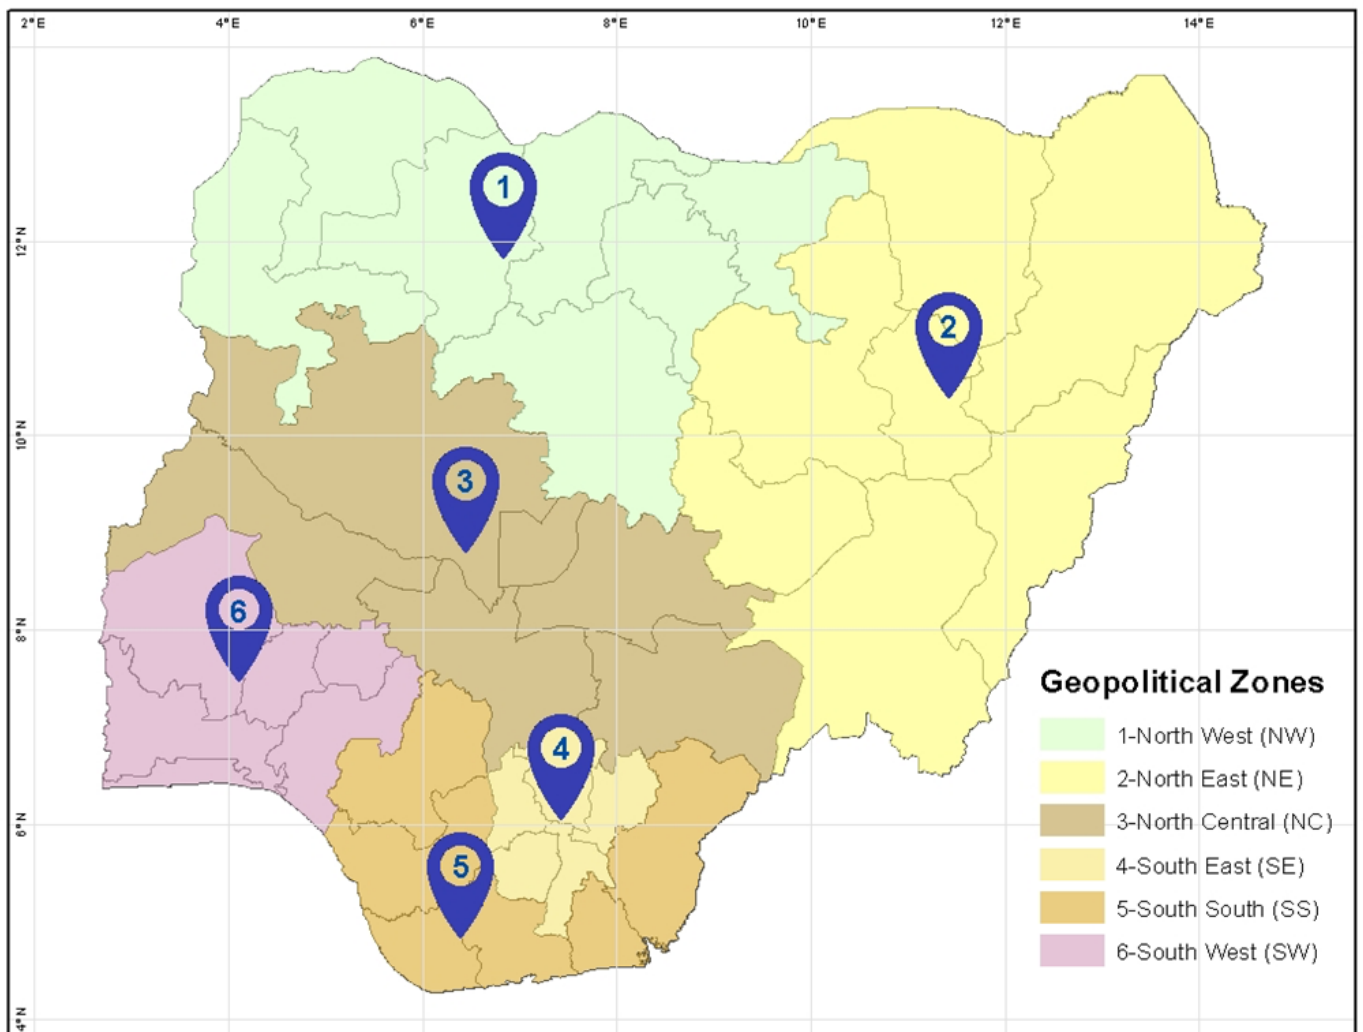 2°E 4°E 6°E 8°E 10°E 12°E 14°E
12°N
10°N
8°N
6°N
4°N
1
2
3
6
4
5
Geopolitical Zones
1-North West (NW)
2-North East (NE)
3-North Central (NC)
4-South East (SE)
5-South South (SS)
6-South West (SW)